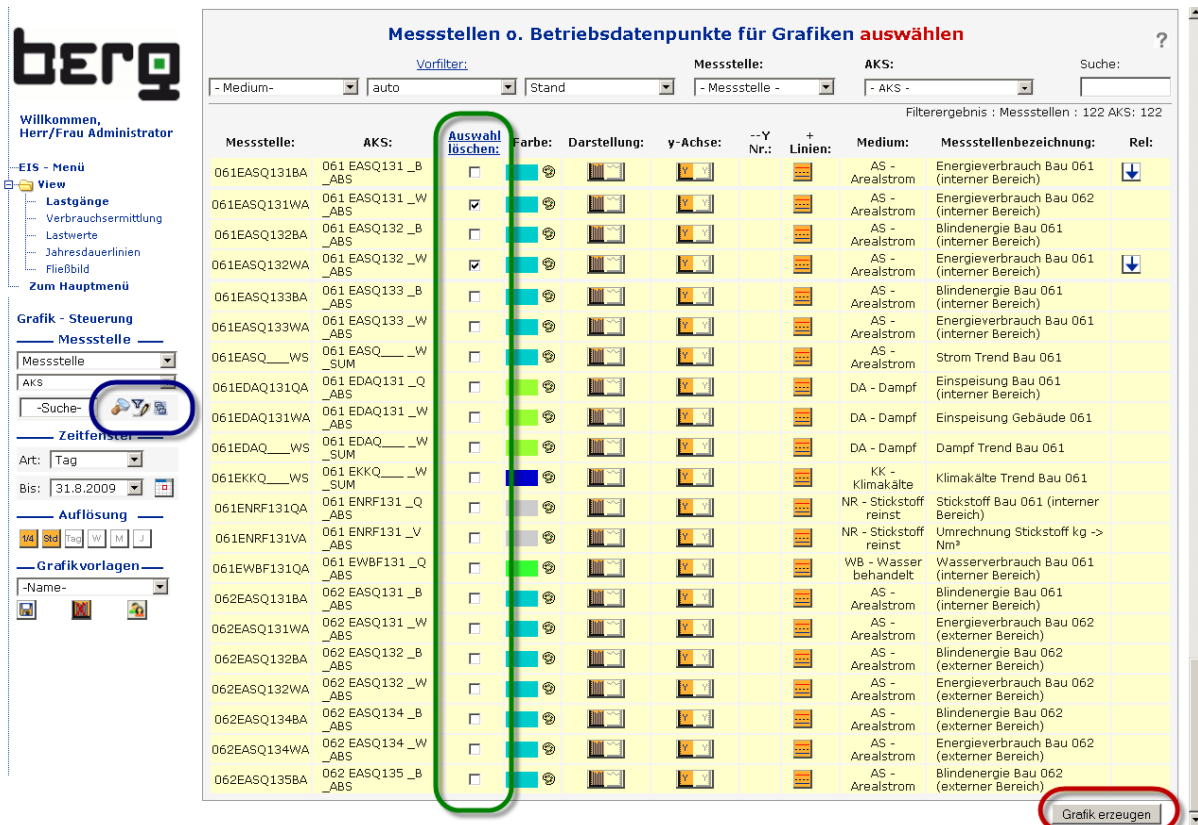 berg
Willkommen,
Herr/Frau Administrator
EIS - Menü
View
Lastgänge
Verbrauchsermittlung
Lastwerte
Jahresdauerlinien
Fließbild
Zum Hauptmenü
Grafik - Steuerung
Messstelle
Messstelle
AKS
-Suche-
Zeitfenster
Art: Tag
Bis: 31.8.2009
Auflösung
1/4 Std Tag W M J
Grafikvorlagen
-Name-
Messstellen o. Betriebsdatenpunkte für Grafiken auswählen
?
Vorfilter: Messstelle: AKS: Suche:
- Medium- auto Stand - Messstelle - - AKS -
Filterergebnis : Messstellen : 122 AKS: 122
Messstelle: AKS: Auswahl löschen: Farbe: Darstellung: y-Achse: --Y Nr.: + Linien: Medium: Messstellenbezeichnung: Rel:
061EASQ131BA 061 EASQ131 _B _ABS Y Y AS - Arealstrom Energieverbrauch Bau 061 (interner Bereich)
061EASQ131WA 061 EASQ131 _W _ABS Y Y AS - Arealstrom Energieverbrauch Bau 062 (interner Bereich)
061EASQ132BA 061 EASQ132 _B _ABS Y Y AS - Arealstrom Blindenergie Bau 061 (interner Bereich)
061EASQ132WA 061 EASQ132 _W _ABS Y Y AS - Arealstrom Energieverbrauch Bau 061 (interner Bereich)
061EASQ133BA 061 EASQ133 _B _ABS Y Y AS - Arealstrom Blindenergie Bau 061 (interner Bereich)
061EASQ133WA 061 EASQ133 _W _ABS Y Y AS - Arealstrom Energieverbrauch Bau 061 (interner Bereich)
061EASQ___WS 061 EASQ___ _W _SUM Y Y AS - Arealstrom Strom Trend Bau 061
061EDAQ131QA 061 EDAQ131 _Q _ABS Y Y DA - Dampf Einspeisung Bau 061 (interner Bereich)
061EDAQ131WA 061 EDAQ131 _W _ABS Y Y DA - Dampf Einspeisung Gebäude 061
061EDAQ___WS 061 EDAQ___ _W _SUM Y Y DA - Dampf Dampf Trend Bau 061
061EKKQ___WS 061 EKKQ___ _W _SUM Y Y KK - Klimakälte Klimakälte Trend Bau 061
061ENRF131QA 061 ENRF131 _Q _ABS Y Y NR - Stickstoff reinst Stickstoff Bau 061 (interner Bereich)
061ENRF131VA 061 ENRF131 _V _ABS Y Y NR - Stickstoff reinst Umrechnung Stickstoff kg -> Nm³
061EWBF131QA 061 EWBF131 _Q _ABS Y Y WB - Wasser behandelt Wasserverbrauch Bau 061 (interner Bereich)
062EASQ131BA 062 EASQ131 _B _ABS Y Y AS - Arealstrom Blindenergie Bau 061 (interner Bereich)
062EASQ131WA 062 EASQ131 _W _ABS Y Y AS - Arealstrom Energieverbrauch Bau 062 (externer Bereich)
062EASQ132BA 062 EASQ132 _B _ABS Y Y AS - Arealstrom Blindenergie Bau 062 (externer Bereich)
062EASQ132WA 062 EASQ132 _W _ABS Y Y AS - Arealstrom Energieverbrauch Bau 062 (externer Bereich)
062EASQ134BA 062 EASQ134 _B _ABS Y Y AS - Arealstrom Blindenergie Bau 062 (externer Bereich)
062EASQ134WA 062 EASQ134 _W _ABS Y Y AS - Arealstrom Energieverbrauch Bau 062 (externer Bereich)
062EASQ135BA 062 EASQ135 _B _ABS Y Y AS - Arealstrom Blindenergie Bau 062 (externer Bereich)
Grafik erzeugen